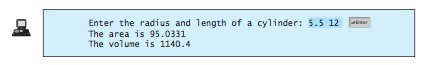 Enter the radius and length of a cylinder: 5.5 12 ↵Enter
The area is 95.0331
The volume is 1140.4